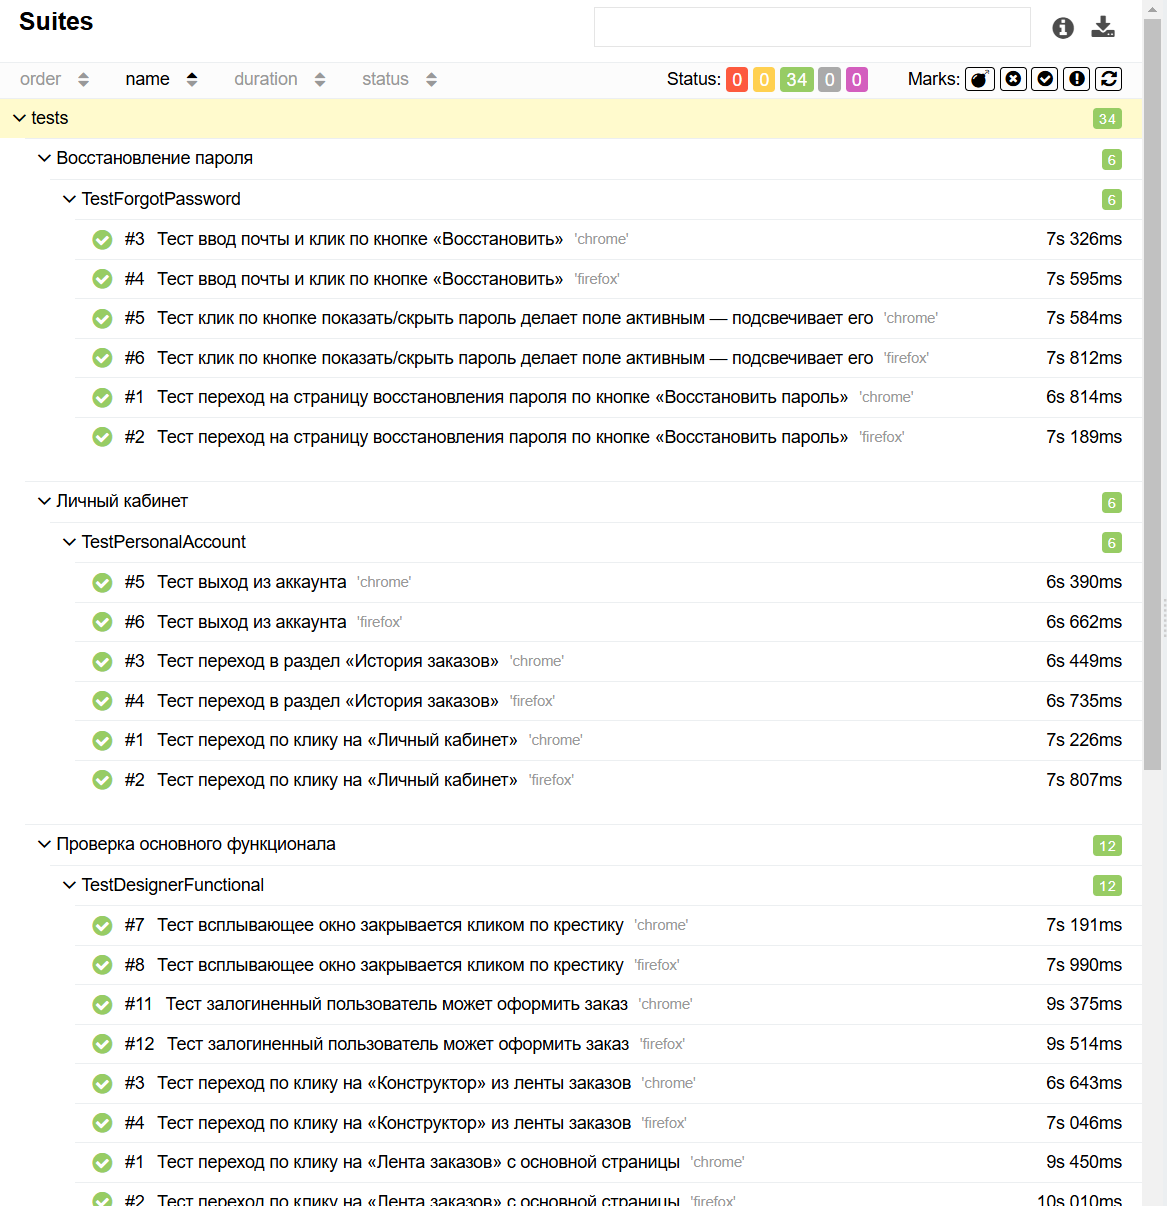 Suites
order name duration status Status: 0 0 34 0 0 Marks:
tests 34
Восстановление пароля 6
TestForgotPassword 6
#3 Тест ввод почты и клик по кнопке «Восстановить» 'chrome' 7s 326ms
#4 Тест ввод почты и клик по кнопке «Восстановить» 'firefox' 7s 595ms
#5 Тест клик по кнопке показать/скрыть пароль делает поле активным — подсвечивает его 'chrome' 7s 584ms
#6 Тест клик по кнопке показать/скрыть пароль делает поле активным — подсвечивает его 'firefox' 7s 812ms
#1 Тест переход на страницу восстановления пароля по кнопке «Восстановить пароль» 'chrome' 6s 814ms
#2 Тест переход на страницу восстановления пароля по кнопке «Восстановить пароль» 'firefox' 7s 189ms
Личный кабинет 6
TestPersonalAccount 6
#5 Тест выход из аккаунта 'chrome' 6s 390ms
#6 Тест выход из аккаунта 'firefox' 6s 662ms
#3 Тест переход в раздел «История заказов» 'chrome' 6s 449ms
#4 Тест переход в раздел «История заказов» 'firefox' 6s 735ms
#1 Тест переход по клику на «Личный кабинет» 'chrome' 7s 226ms
#2 Тест переход по клику на «Личный кабинет» 'firefox' 7s 807ms
Проверка основного функционала 12
TestDesignerFunctional 12
#7 Тест всплывающее окно закрывается кликом по крестику 'chrome' 7s 191ms
#8 Тест всплывающее окно закрывается кликом по крестику 'firefox' 7s 990ms
#11 Тест залогиненный пользователь может оформить заказ 'chrome' 9s 375ms
#12 Тест залогиненный пользователь может оформить заказ 'firefox' 9s 514ms
#3 Тест переход по клику на «Конструктор» из ленты заказов 'chrome' 6s 643ms
#4 Тест переход по клику на «Конструктор» из ленты заказов 'firefox' 7s 046ms
#1 Тест переход по клику на «Лента заказов» с основной страницы 'chrome' 9s 450ms
#2 Тест переход по клику на «Лента заказов» с основной страницы 'firefox' 10s 010ms